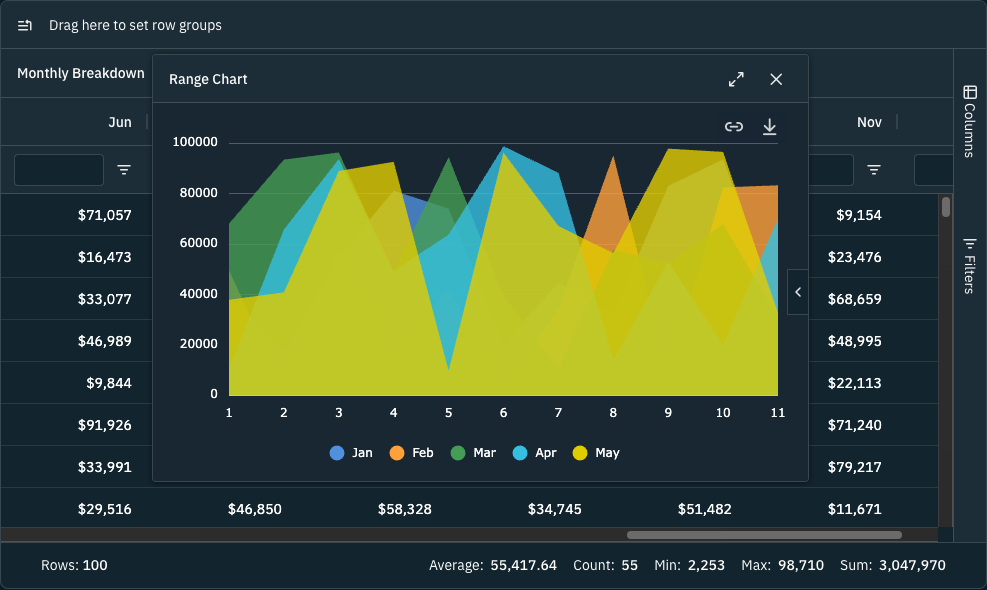 Drag here to set row groups
Monthly Breakdown
Range Chart
Jun
Nov
Columns
Filters
100000
80000
60000
40000
20000
0
1 2 3 4 5 6 7 8 9 10 11
Jan Feb Mar Apr May
$71,057 $9,154
$16,473 $23,476
$33,077 $68,659
$46,989 $48,995
$9,844 $22,113
$91,926 $71,240
$33,991 $79,217
$29,516 $46,850 $58,328 $34,745 $51,482 $11,671
Rows: 100 Average: 55,417.64 Count: 55 Min: 2,253 Max: 98,710 Sum: 3,047,970